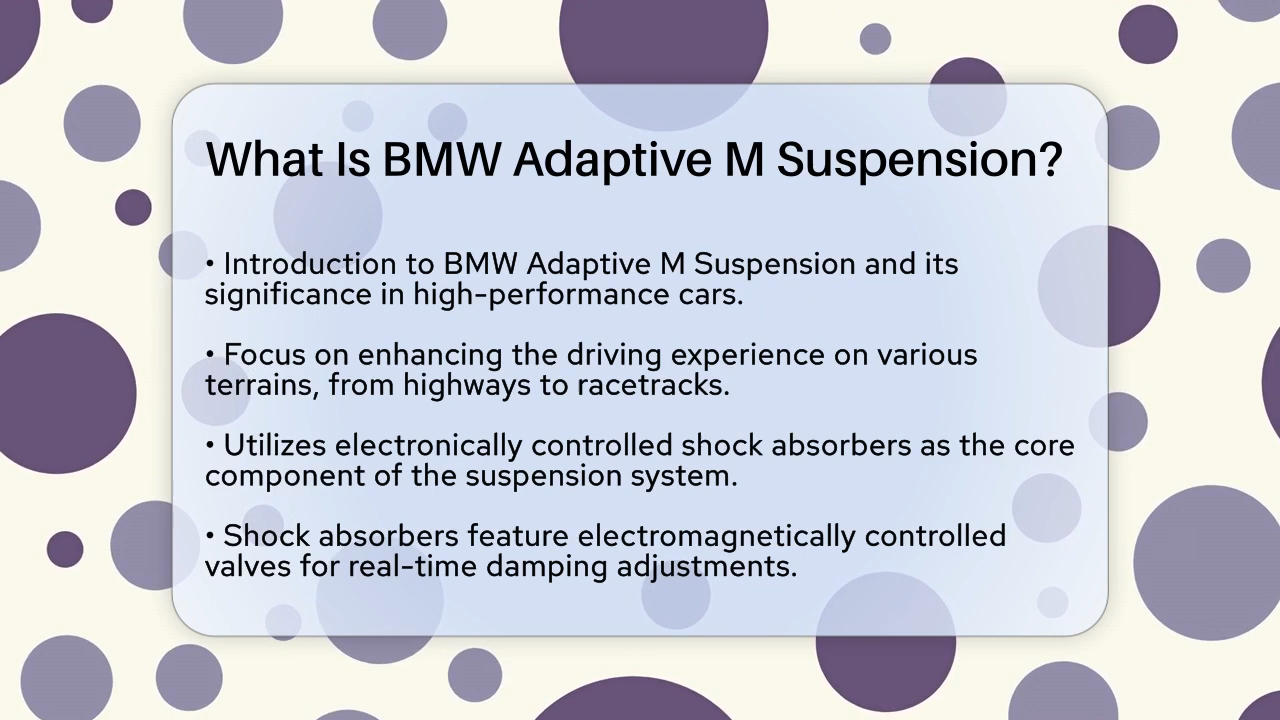 What Is BMW Adaptive M Suspension?
• Introduction to BMW Adaptive M Suspension and its
significance in high-performance cars.
• Focus on enhancing the driving experience on various
terrains, from highways to racetracks.
• Utilizes electronically controlled shock absorbers as the core
component of the suspension system.
• Shock absorbers feature electromagnetically controlled
valves for real-time damping adjustments.